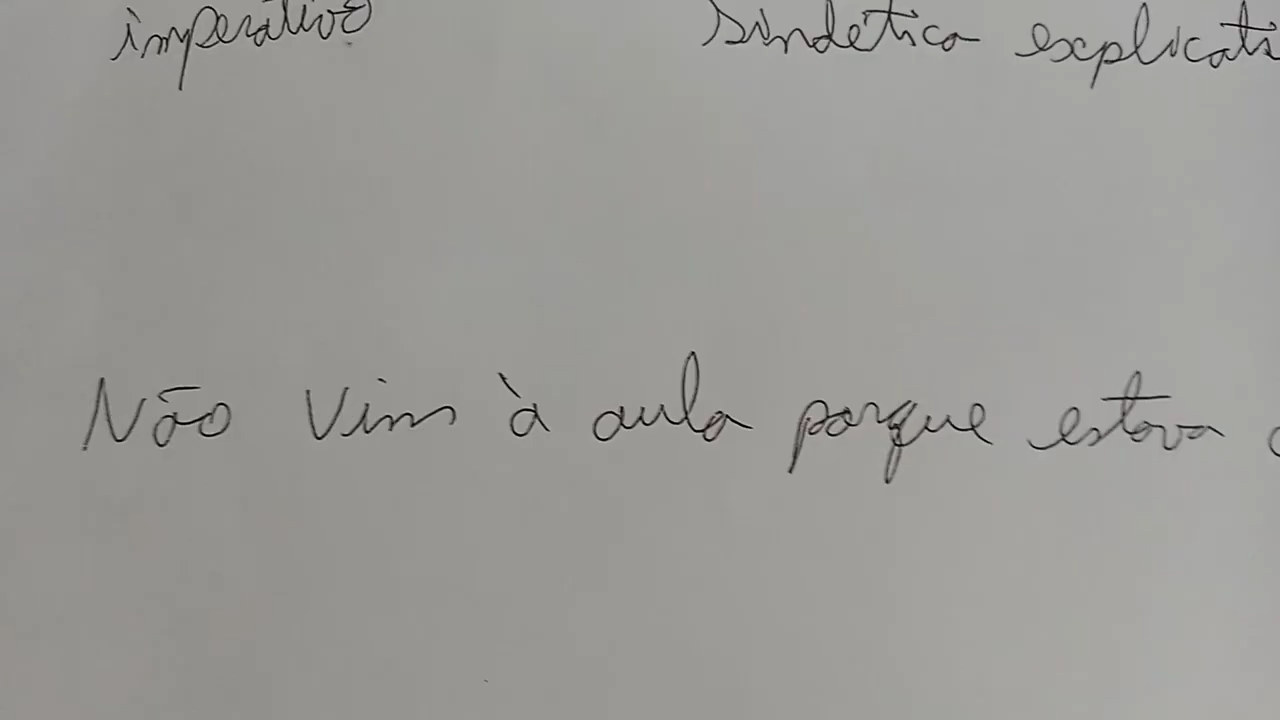 imperativo sindética explicati
Não vim à aula porque estava